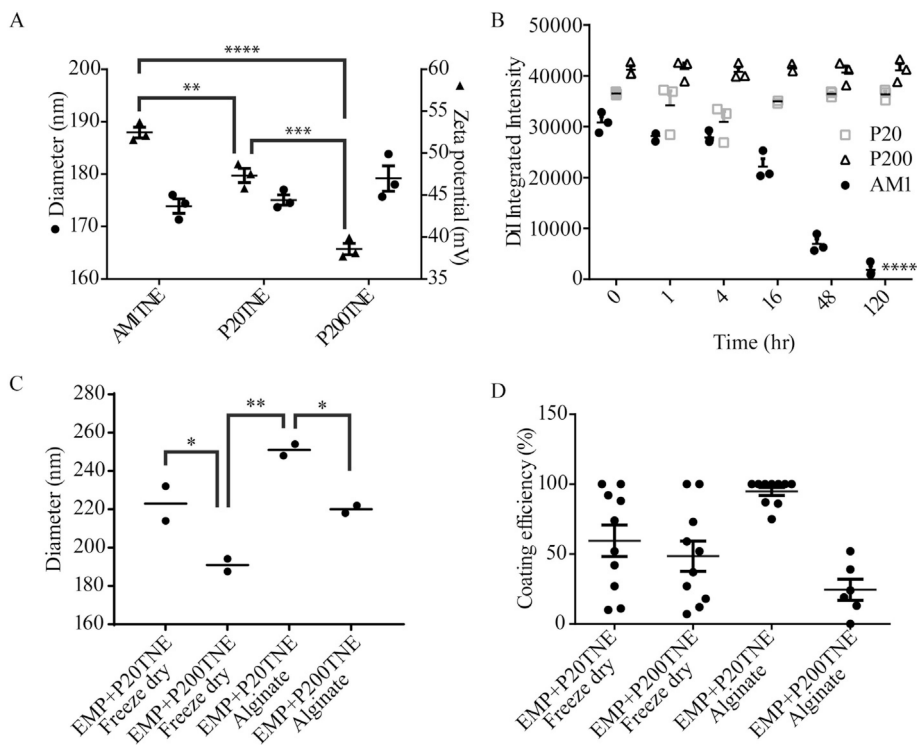 A
****
**
***
200
190
180
170
160
Diameter (nm)
60
55
50
45
40
35
Zeta potential (mV)
AM1TNE
P20TNE
P200TNE
B
50000
40000
30000
20000
10000
0
DiI Integrated Intensity
P20
P200
AM1
****
0
1
4
16
48
120
Time (hr)
C
280
260
240
220
200
180
160
Diameter (nm)
*
**
*
EMP+P20TNE
Freeze dry
EMP+P200TNE
Freeze dry
EMP+P20TNE
Alginate
EMP+P200TNE
Alginate
D
150
100
50
0
Coating efficiency (%)
EMP+P20TNE
Freeze dry
EMP+P200TNE
Freeze dry
EMP+P20TNE
Alginate
EMP+P200TNE
Alginate